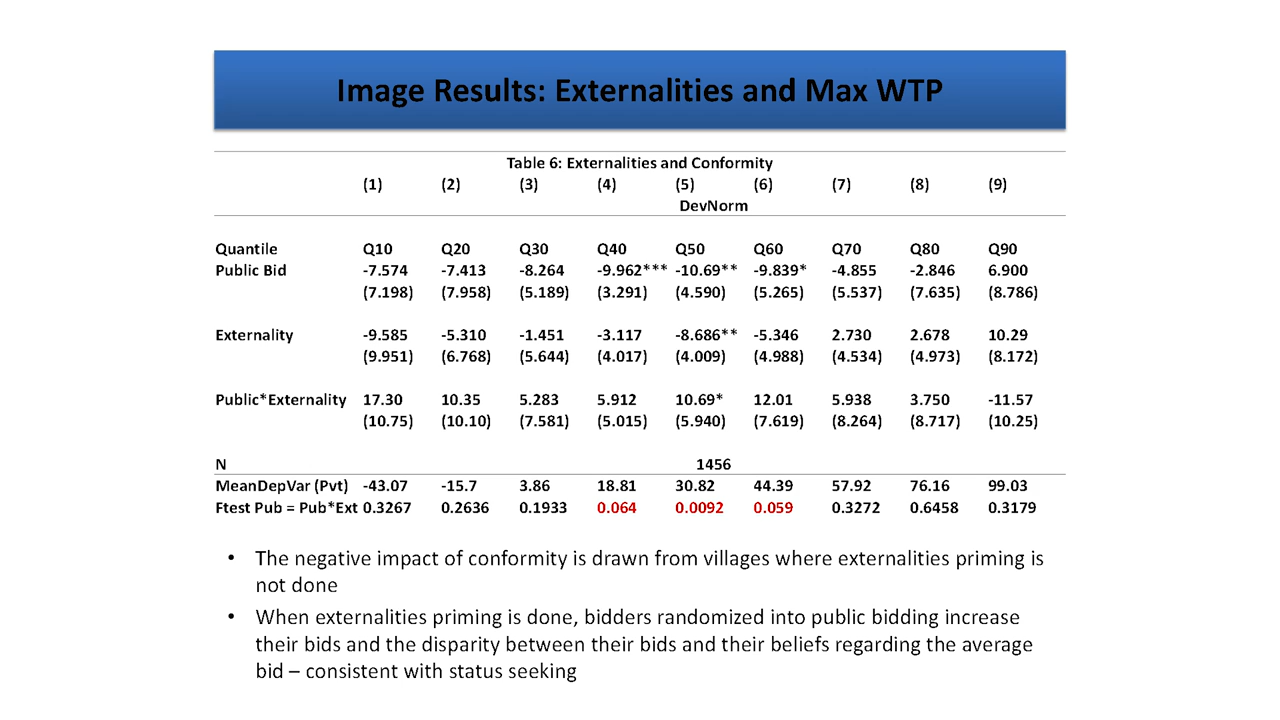 Image Results: Externalities and Max WTP
Table 6: Externalities and Conformity
(1) (2) (3) (4) (5) (6) (7) (8) (9)
DevNorm
Quantile Q10 Q20 Q30 Q40 Q50 Q60 Q70 Q80 Q90
Public Bid -7.574 -7.413 -8.264 -9.962*** -10.69** -9.839* -4.855 -2.846 6.900
(7.198) (7.958) (5.189) (3.291) (4.590) (5.265) (5.537) (7.635) (8.786)
Externality -9.585 -5.310 -1.451 -3.117 -8.686** -5.346 2.730 2.678 10.29
(9.951) (6.768) (5.644) (4.017) (4.009) (4.988) (4.534) (4.973) (8.172)
Public*Externality 17.30 10.35 5.283 5.912 10.69* 12.01 5.938 3.750 -11.57
(10.75) (10.10) (7.581) (5.015) (5.940) (7.619) (8.264) (8.717) (10.25)
N 1456
MeanDepVar (Pvt) -43.07 -15.7 3.86 18.81 30.82 44.39 57.92 76.16 99.03
Ftest Pub = Pub*Ext 0.3267 0.2636 0.1933 0.064 0.0092 0.059 0.3272 0.6458 0.3179
• The negative impact of conformity is drawn from villages where externalities priming is
not done
• When externalities priming is done, bidders randomized into public bidding increase
their bids and the disparity between their bids and their beliefs regarding the average
bid – consistent with status seeking